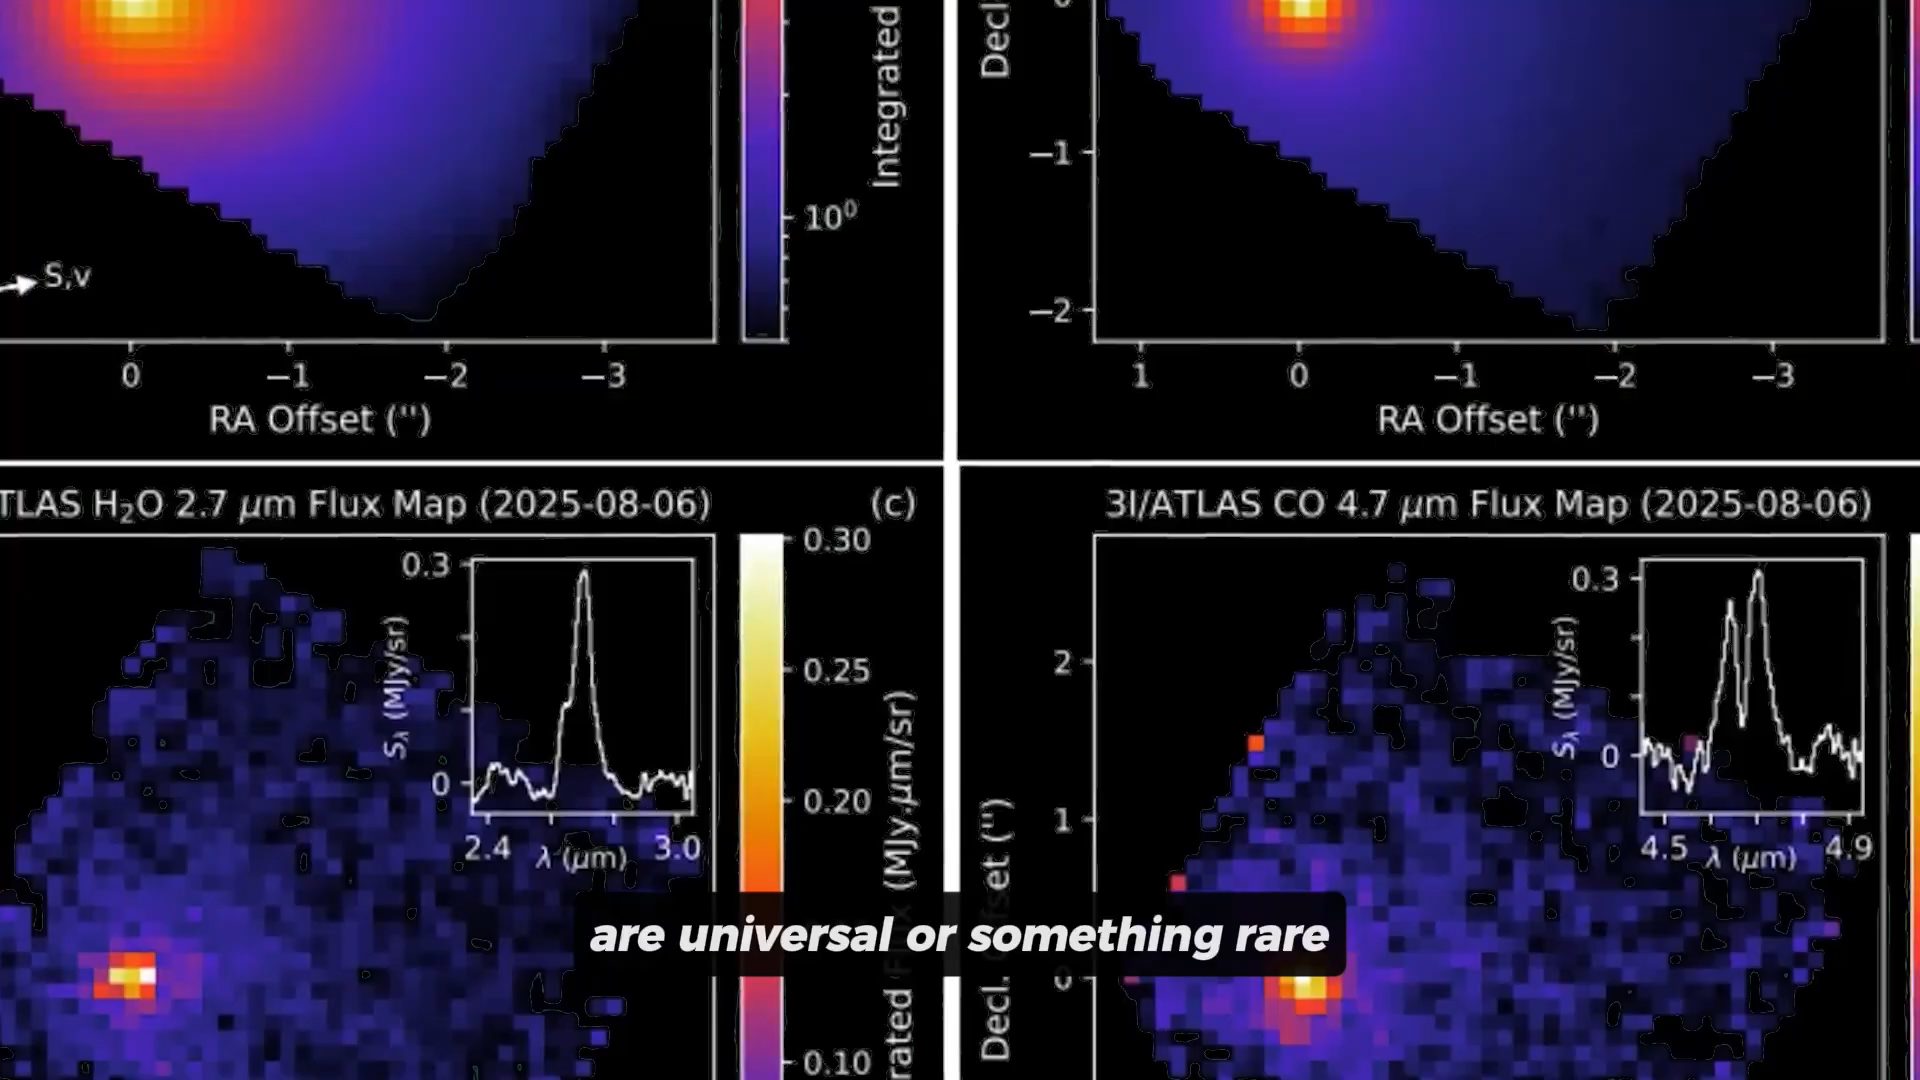 Integrated
10⁰
S,v
0 −1 −2 −3
RA Offset ('')
Decl
−1
−2
1 0 −1 −2 −3
RA Offset ('')
TLAS H₂O 2.7 μm Flux Map (2025-08-06)
(c)
0.3
0
Sλ (MJy/sr)
2.4 λ (μm) 3.0
0.30
0.25
0.20
0.10
(MJy.μm/sr)
3I/ATLAS CO 4.7 μm Flux Map (2025-08-06)
2
1
0
Decl. Offset ('')
0.3
0
Sλ (MJy/sr)
4.5 λ (μm) 4.9
are universal or something rare